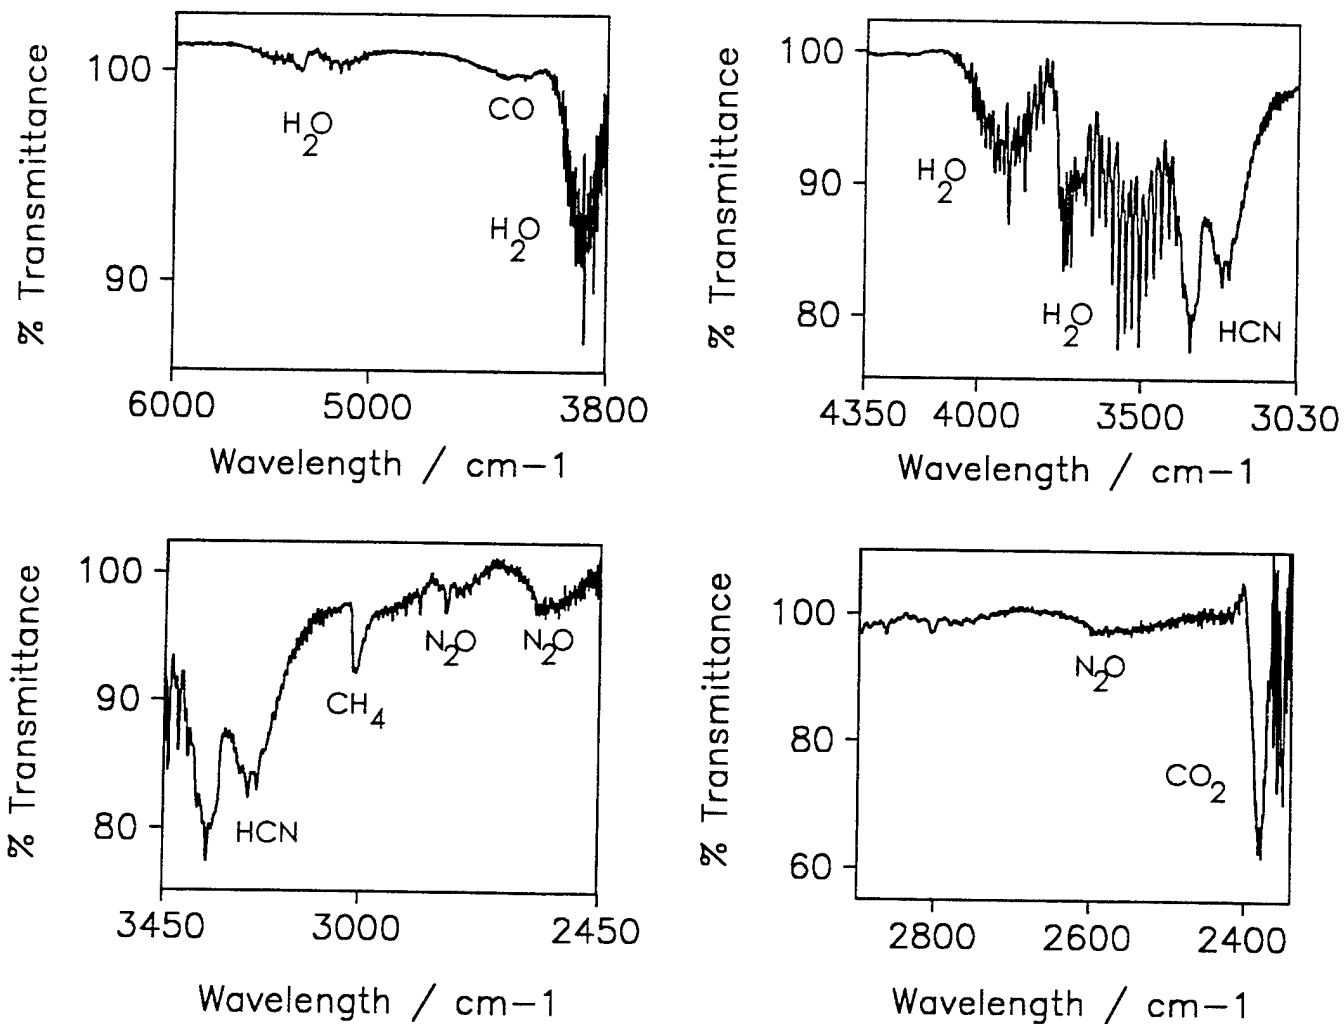 % Transmittance
100
90
H2O
CO
H2O
6000 5000 3800
Wavelength / cm-1
% Transmittance
100
90
80
H2O
H2O
HCN
4350 4000 3500 3030
Wavelength / cm-1
% Transmittance
100
90
80
HCN
CH4
N2O
N2O
3450 3000 2450
Wavelength / cm-1
% Transmittance
100
80
60
N2O
CO2
2800 2600 2400
Wavelength / cm-1